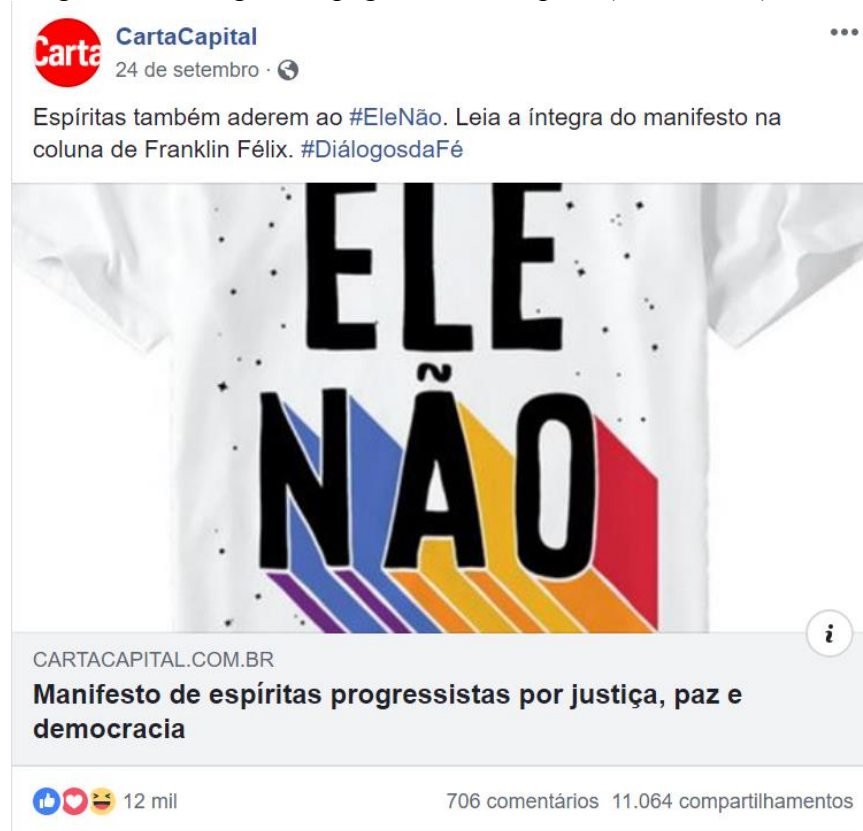 Carta
CartaCapital
24 de setembro ·
Espíritas também aderem ao #EleNão. Leia a íntegra do manifesto na
coluna de Franklin Félix. #DiálogosdaFé
ELE
NÃO
i
CARTACAPITAL.COM.BR
Manifesto de espíritas progressistas por justiça, paz e
democracia
12 mil
706 comentários 11.064 compartilhamentos